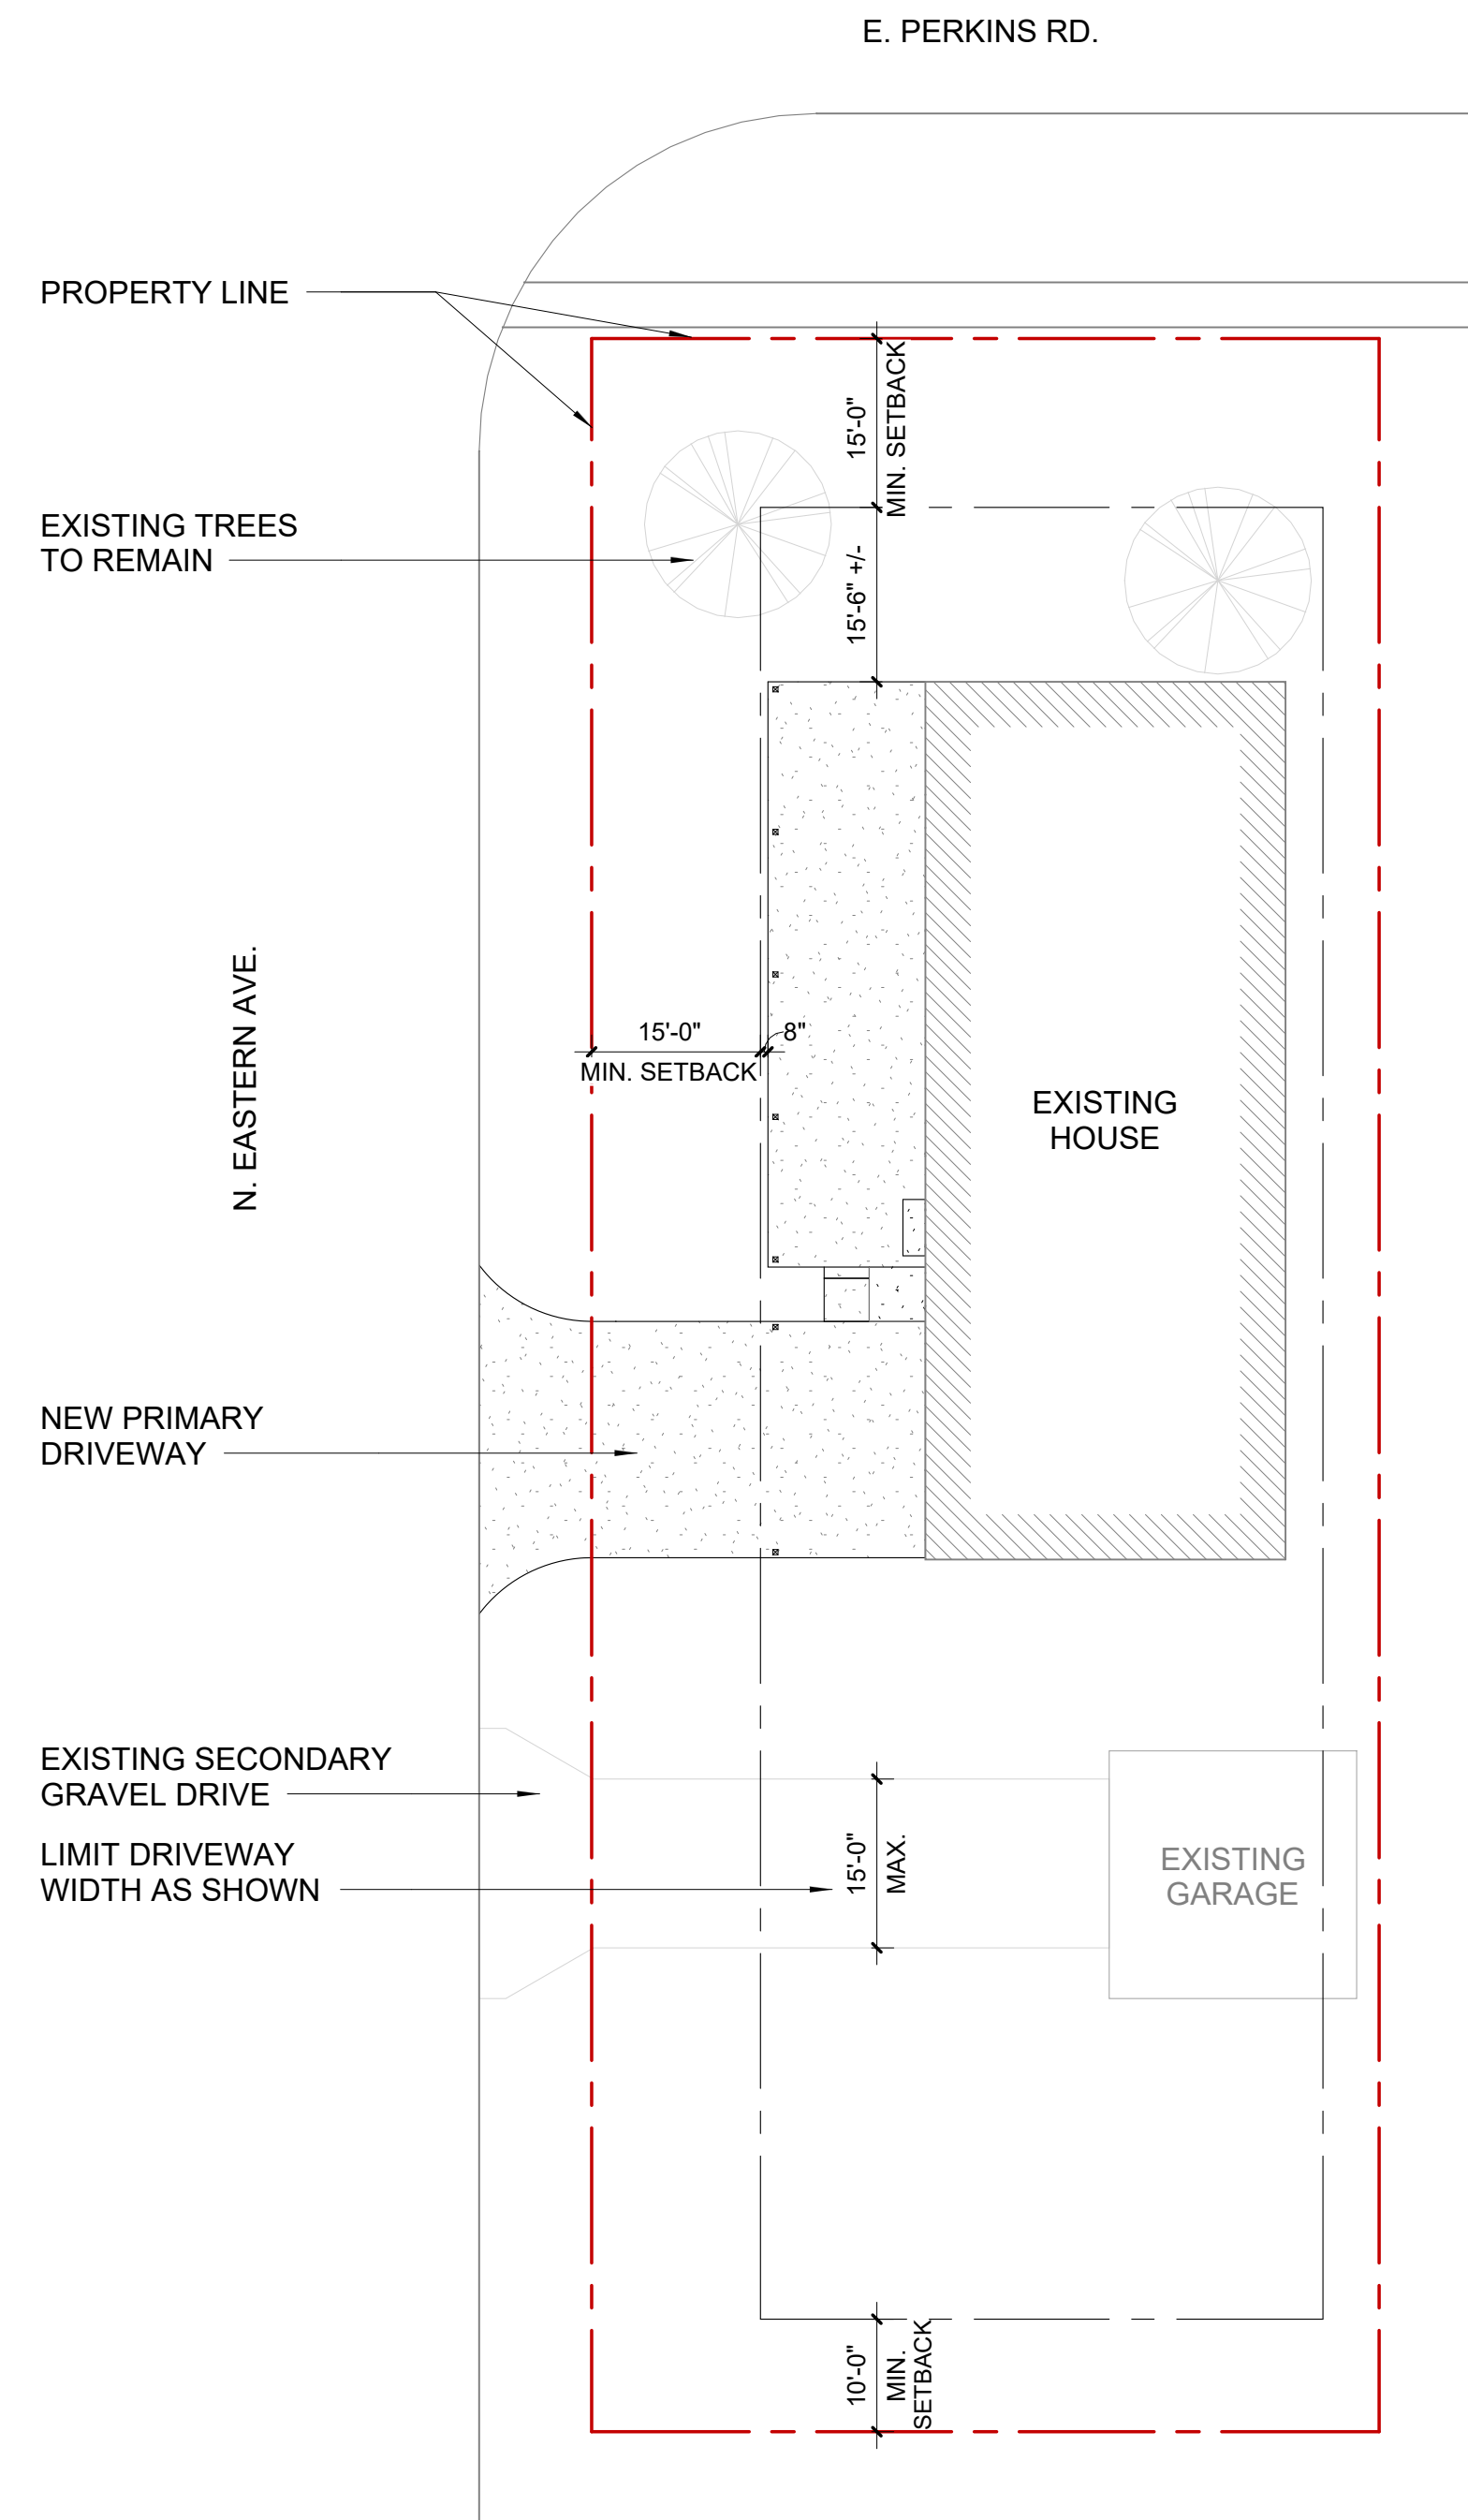 E. PERKINS RD.
PROPERTY LINE
15'-0"
MIN. SETBACK
EXISTING TREES
TO REMAIN
15'-6" +/-
N. EASTERN AVE.
15'-0"
MIN. SETBACK
8"
EXISTING
HOUSE
NEW PRIMARY
DRIVEWAY
EXISTING SECONDARY
GRAVEL DRIVE
LIMIT DRIVEWAY
WIDTH AS SHOWN
15'-0"
MAX.
EXISTING
GARAGE
10'-0"
MIN.
SETBACK